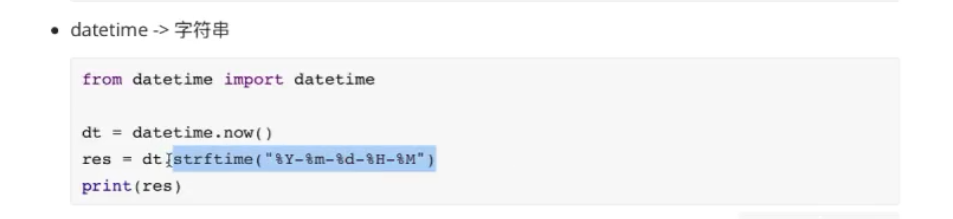 datetime -> 字符串
from datetime import datetime
dt = datetime.now()
res = dt.strftime("%Y-%m-%d-%H-%M")
print(res)